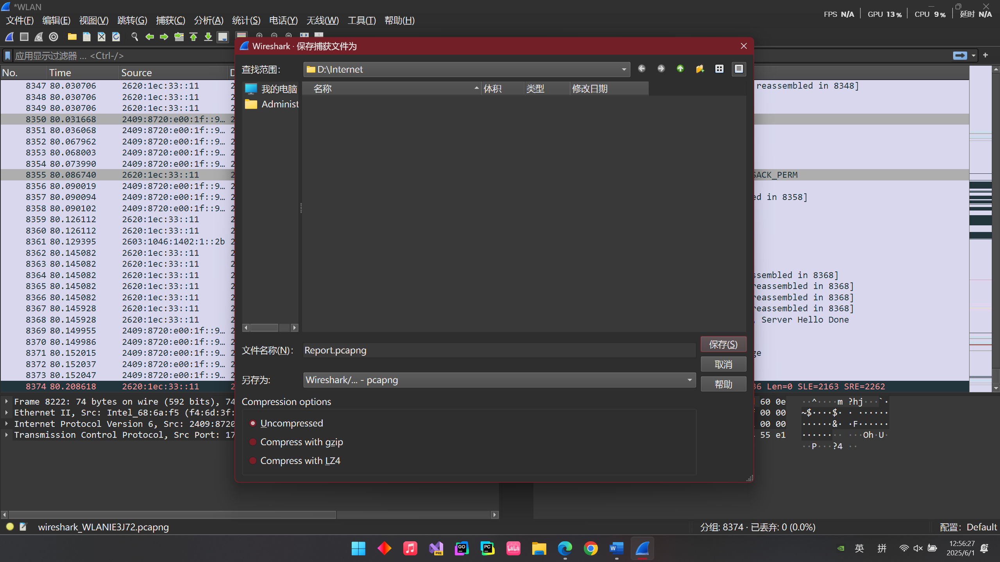 *WLAN
FPS N/A GPU 13% CPU 9% 延时 N/A
文件(F) 编辑(E) 视图(V) 跳转(G) 捕获(C) 分析(A) 统计(S) 电话(Y) 无线(W) 工具(T) 帮助(H)
Wireshark · 保存捕获文件为
应用显示过滤器 … <Ctrl-/>
查找范围: D:\Internet
No. Time Source
我的电脑 名称 体积 类型 修改日期
Administ
8347 80.030706 2620:1ec:33::11 2 reassembled in 8348]
8348 80.030706 2620:1ec:33::11 2
8349 80.030706 2620:1ec:33::11 2
8350 80.031668 2409:8720:e00:1f::9… 2
8351 80.036068 2409:8720:e00:1f::9… 2
8352 80.067962 2409:8720:e00:1f::9… 2
8353 80.068003 2409:8720:e00:1f::9… 2
8354 80.073990 2409:8720:e00:1f::9… 2
8355 80.086740 2620:1ec:33::11 2 SACK_PERM
8356 80.090019 2409:8720:e00:1f::9… 2
8357 80.090094 2409:8720:e00:1f::9… 2 ed in 8358]
8358 80.090102 2409:8720:e00:1f::9… 2
8359 80.126112 2620:1ec:33::11 2
8360 80.126112 2620:1ec:33::11 2
8361 80.129395 2603:1046:1402:1::2b 2
8362 80.145082 2620:1ec:33::11 2
8363 80.145082 2620:1ec:33::11 2
8364 80.145082 2620:1ec:33::11 2 ssembled in 8368]
8365 80.145082 2620:1ec:33::11 2 reassembled in 8368]
8366 80.145082 2620:1ec:33::11 2 reassembled in 8368]
8367 80.145928 2620:1ec:33::11 2 reassembled in 8368]
8368 80.145928 2620:1ec:33::11 2 , Server Hello Done
8369 80.149955 2409:8720:e00:1f::9… 2
8370 80.149986 2409:8720:e00:1f::9… 2
8371 80.152015 2409:8720:e00:1f::9… 2 ge
8372 80.152037 2409:8720:e00:1f::9… 2
8373 80.152047 2409:8720:e00:1f::9… 2
8374 80.208618 2620:1ec:33::11 2 36 Len=0 SLE=2163 SRE=2262
文件名称(N): Report.pcapng 保存(S)
取消
另存为: Wireshark/... - pcapng 帮助
Compression options
Uncompressed
Compress with gzip
Compress with LZ4
Frame 8222: 74 bytes on wire (592 bits), 74
Ethernet II, Src: Intel_68:6a:f5 (f4:6d:3f:
Internet Protocol Version 6, Src: 2409:8720
Transmission Control Protocol, Src Port: 17
60 0e ··^····m ?hj···`·
00 00 ~$····$· · ······
00 00 ······&· ·F······
55 e1 ········ ···Oh·U·
··P···?4 ··
wireshark_WLANIE3J72.pcapng 分组: 8374 · 已丢弃: 0 (0.0%) 配置: Default
PRE GO PC bilibili W 英 拼 12:56:27
2025/6/1